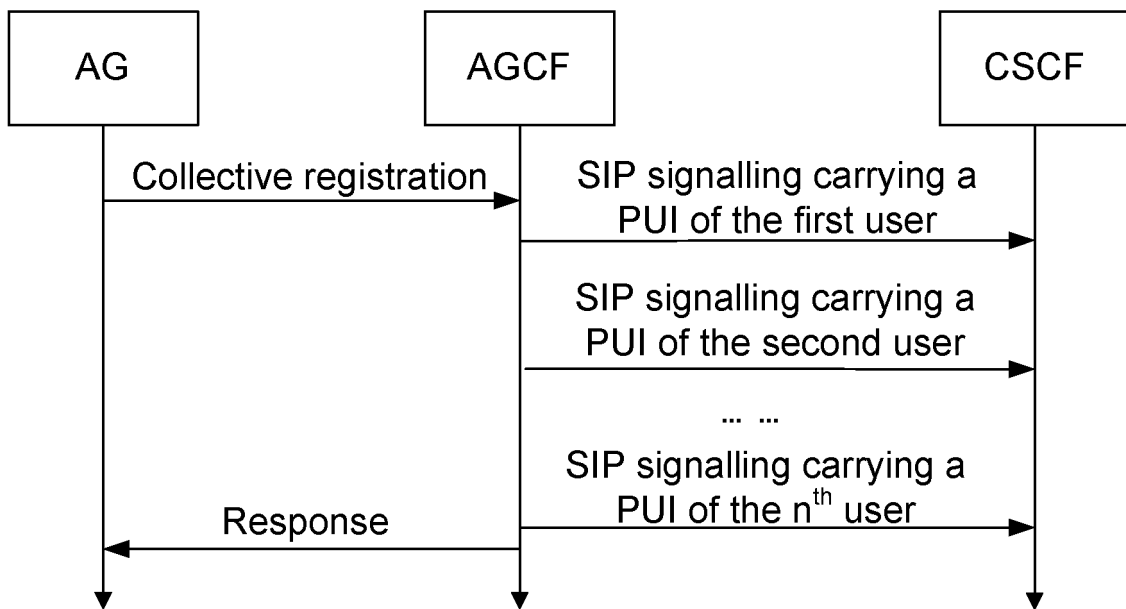 AG
AGCF
CSCF
Collective registration
SIP signalling carrying a
PUI of the first user
SIP signalling carrying a
PUI of the second user
... ...
SIP signalling carrying a
PUI of the nth user
Response